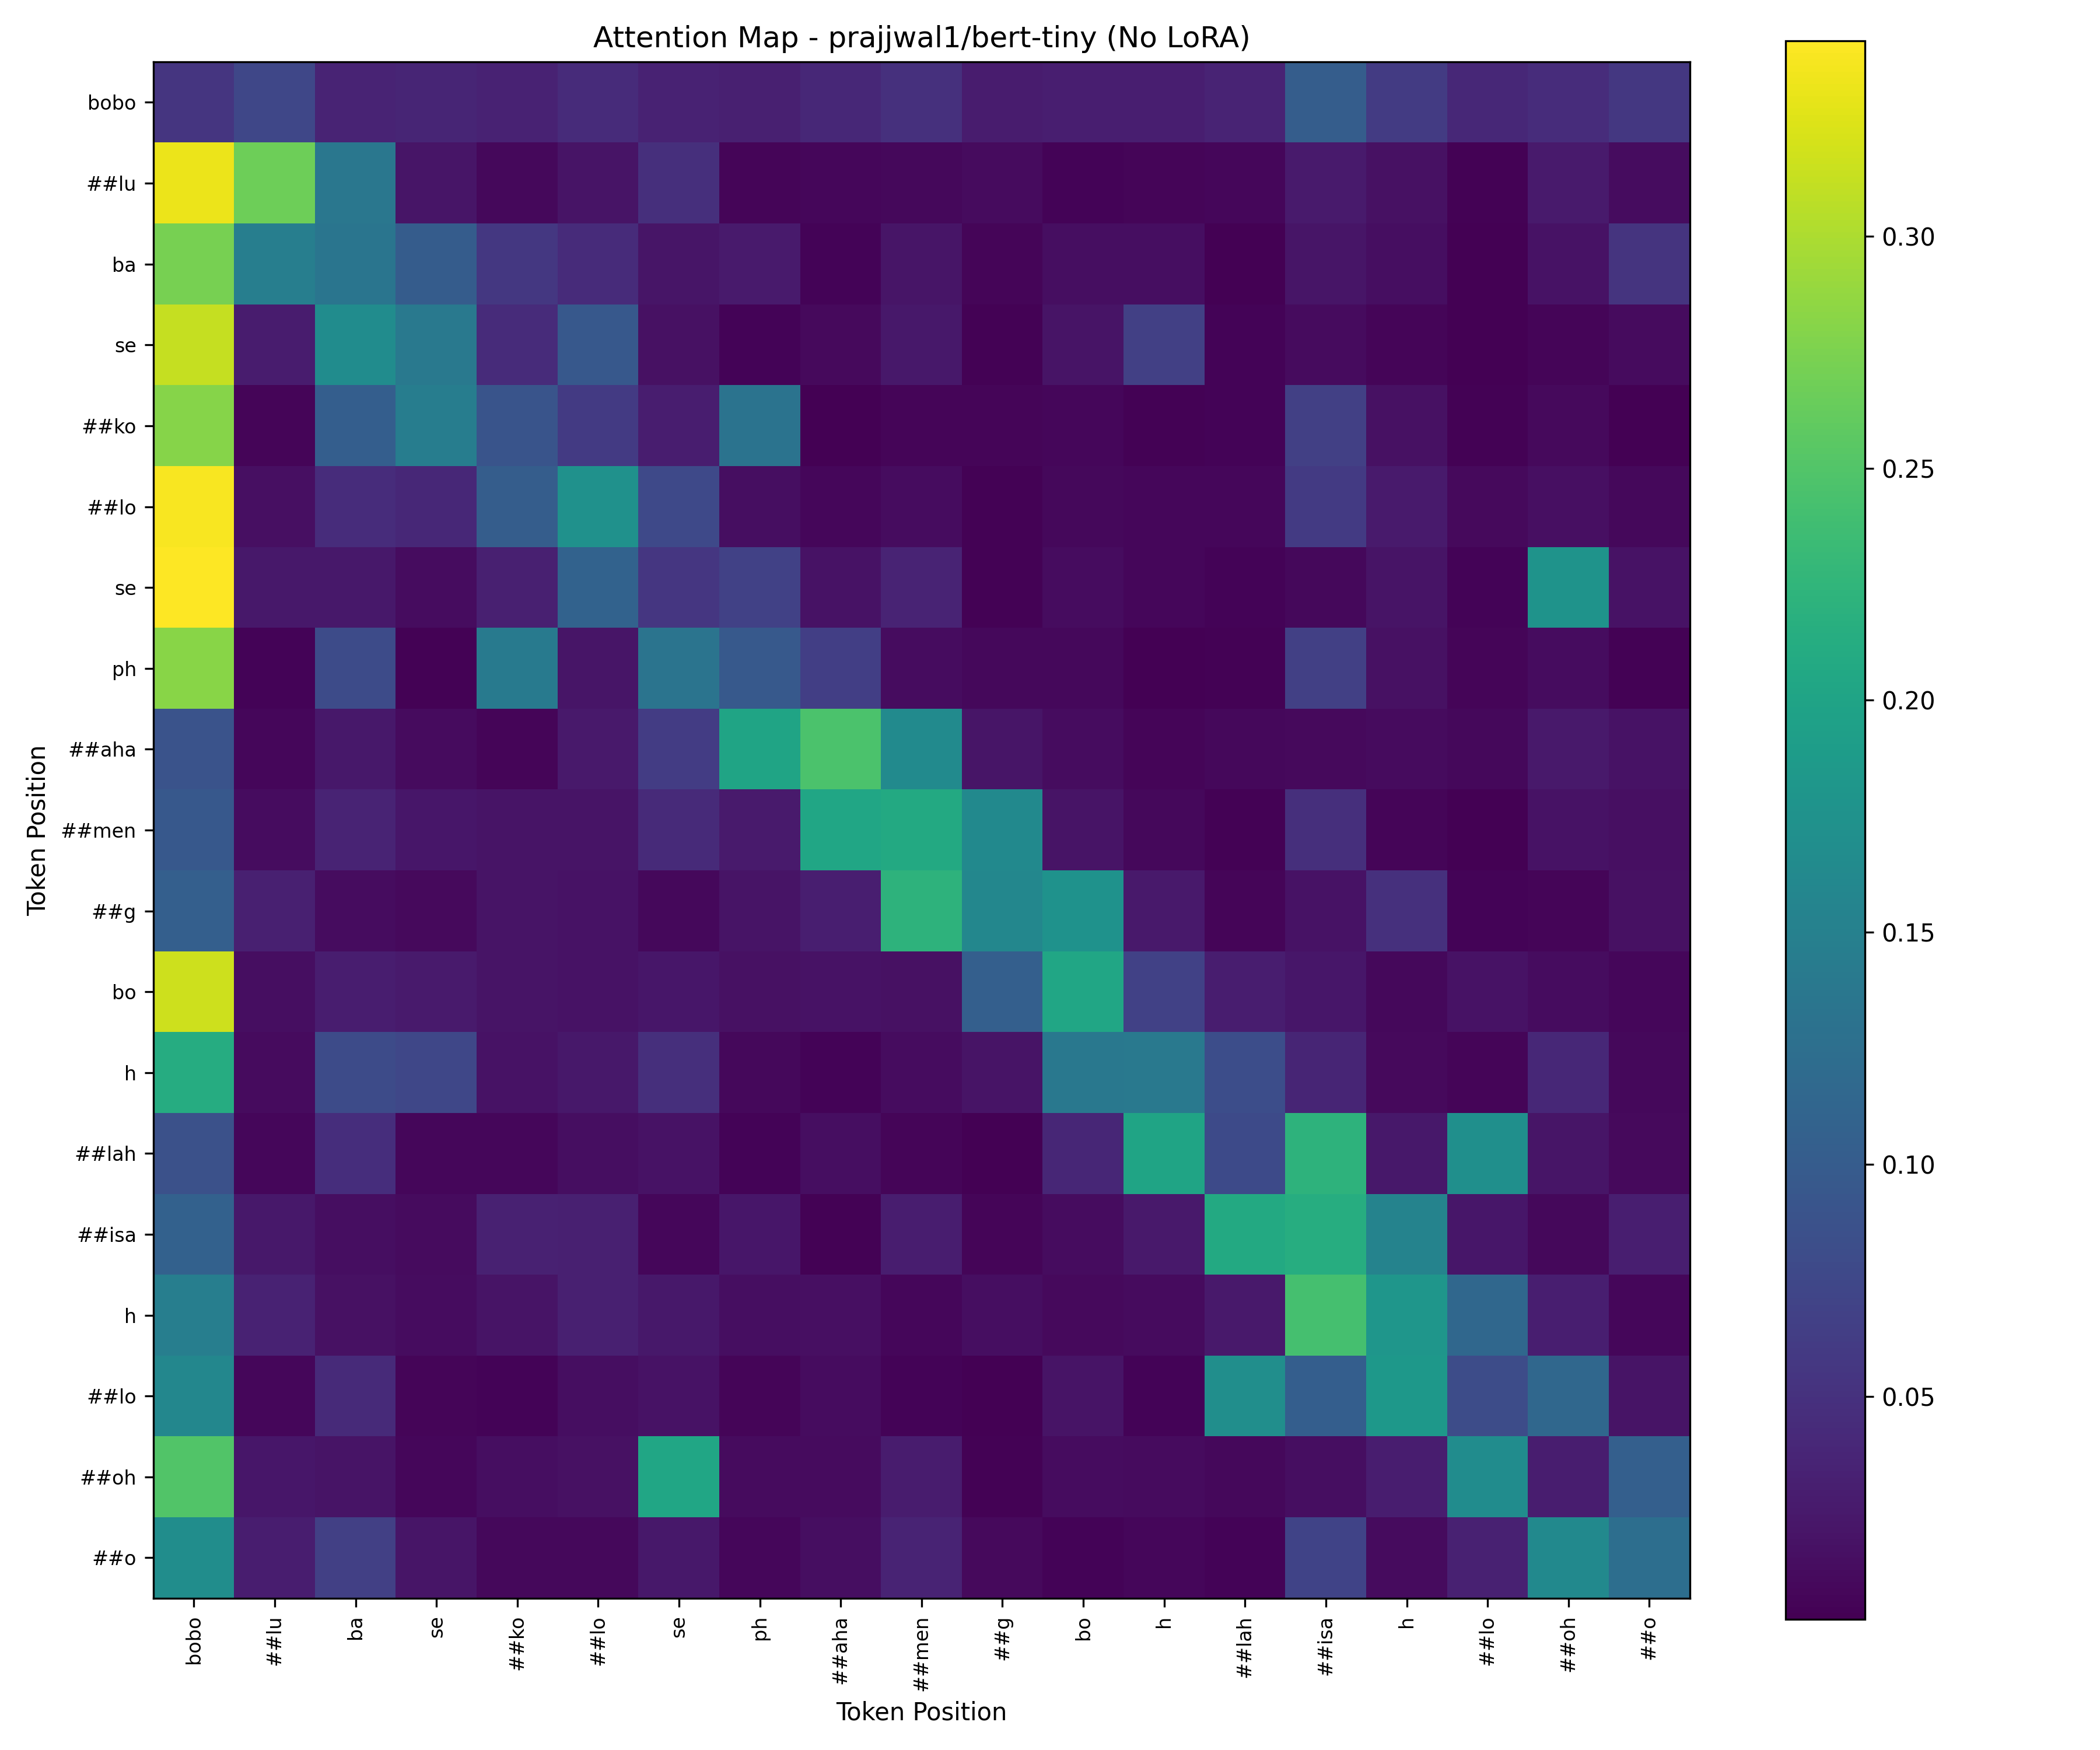 Attention Map - prajjwal1/bert-tiny (No LoRA)
Token Position
bobo
##lu
ba
se
##ko
##lo
se
ph
##aha
##men
##g
bo
h
##lah
##isa
h
##lo
##oh
##o
bobo
##lu
ba
se
##ko
##lo
se
ph
##aha
##men
##g
bo
h
##lah
##isa
h
##lo
##oh
##o
Token Position
0.30
0.25
0.20
0.15
0.10
0.05